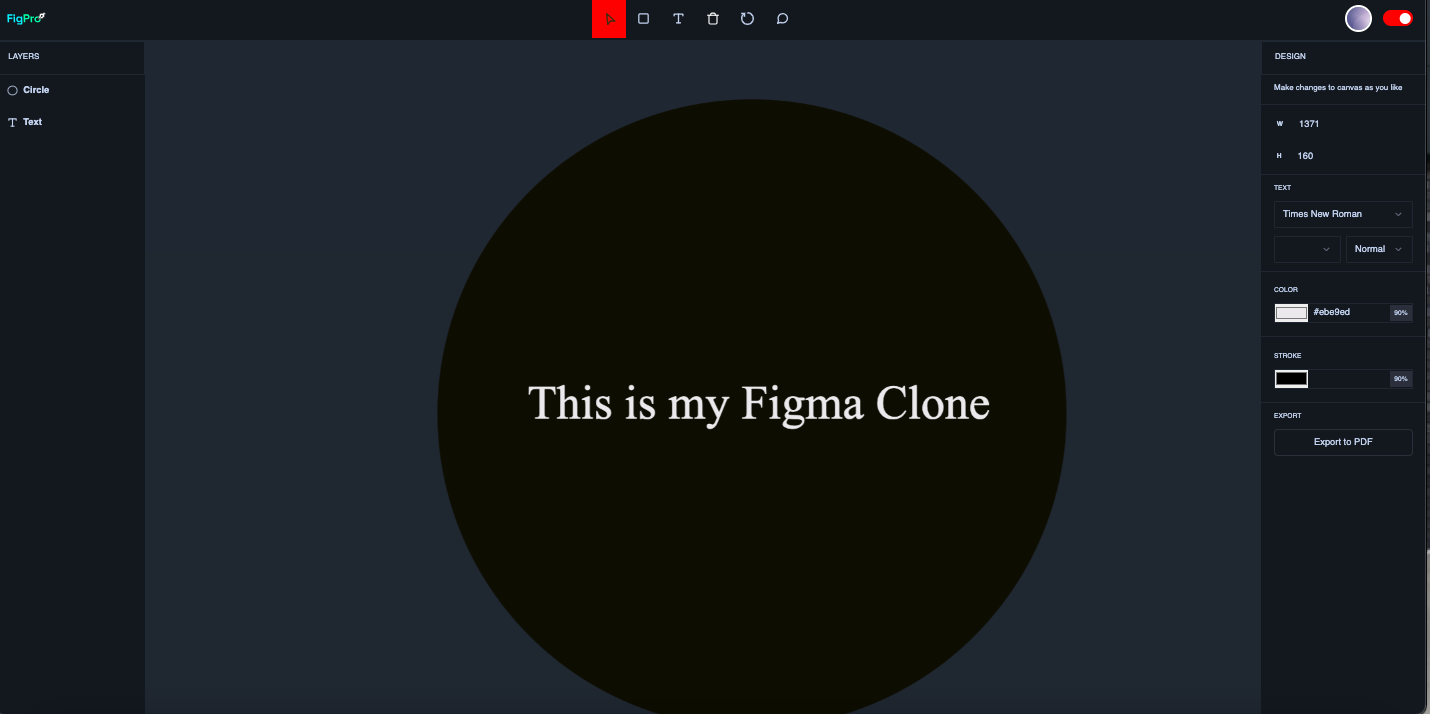 FigPro
LAYERS
Circle
Text
This is my Figma Clone
DESIGN
Make changes to canvas as you like
W 1371
H 160
TEXT
Times New Roman
Normal
COLOR
#ebe9ed 90%
STROKE
90%
EXPORT
Export to PDF